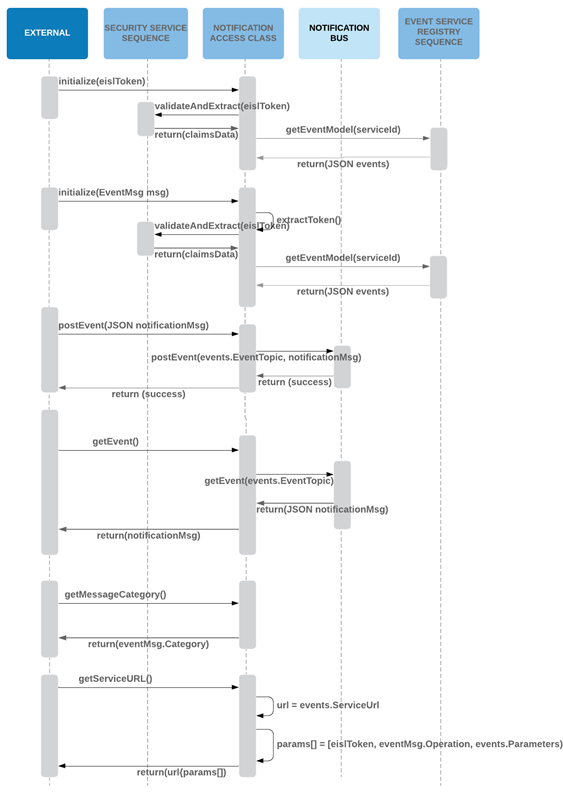 EXTERNAL
SECURITY SERVICE
SEQUENCE
NOTIFICATION
ACCESS CLASS
NOTIFICATION
BUS
EVENT SERVICE
REGISTRY
SEQUENCE
initialize(eislToken)
validateAndExtract(eislToken)
return(claimsData)
getEventModel(serviceId)
return(JSON events)
initialize(EventMsg msg)
extractToken()
validateAndExtract(eislToken)
return(claimsData)
getEventModel(serviceId)
return(JSON events)
postEvent(JSON notificationMsg)
postEvent(events.EventTopic, notificationMsg)
return (success)
return (success)
getEvent()
getEvent(events.EventTopic)
return(JSON notificationMsg)
return(notificationMsg)
getMessageCategory()
return(eventMsg.Category)
getServiceURL()
url = events.ServiceUrl
params[] = [eislToken, eventMsg.Operation, events.Parameters)
return(url(params[])